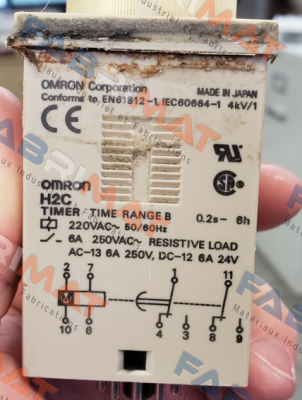 OMRON Corporation
MADE IN JAPAN
Conforms to EN61812-1, IEC60664-1 4kV/1
CE
omron
H2C
TIMER TIME RANGE B 0.2s - 6h
220VAC~ 50/60Hz
6A 250VAC~ RESISTIVE LOAD
AC-13 6A 250V, DC-12 6A 24V
2 7 1 11
M
10 6 4 3 8 9
FABRIMAT